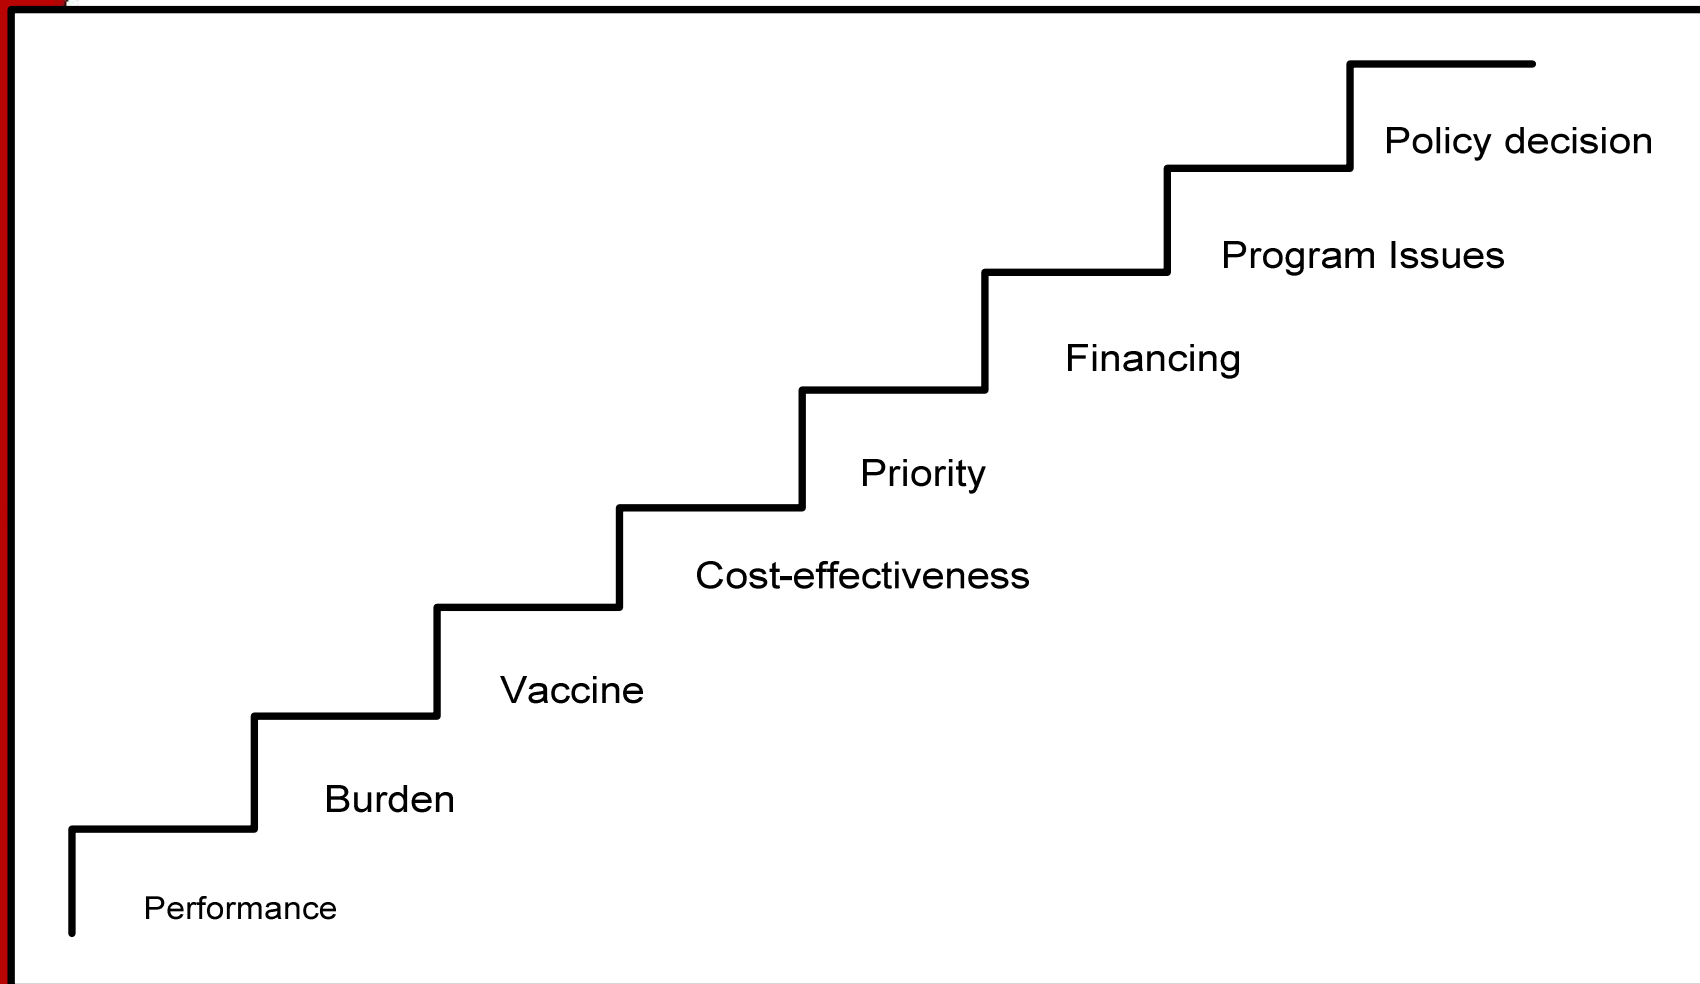 Policy decision
Program Issues
Financing
Priority
Cost-effectiveness
Vaccine
Burden
Performance